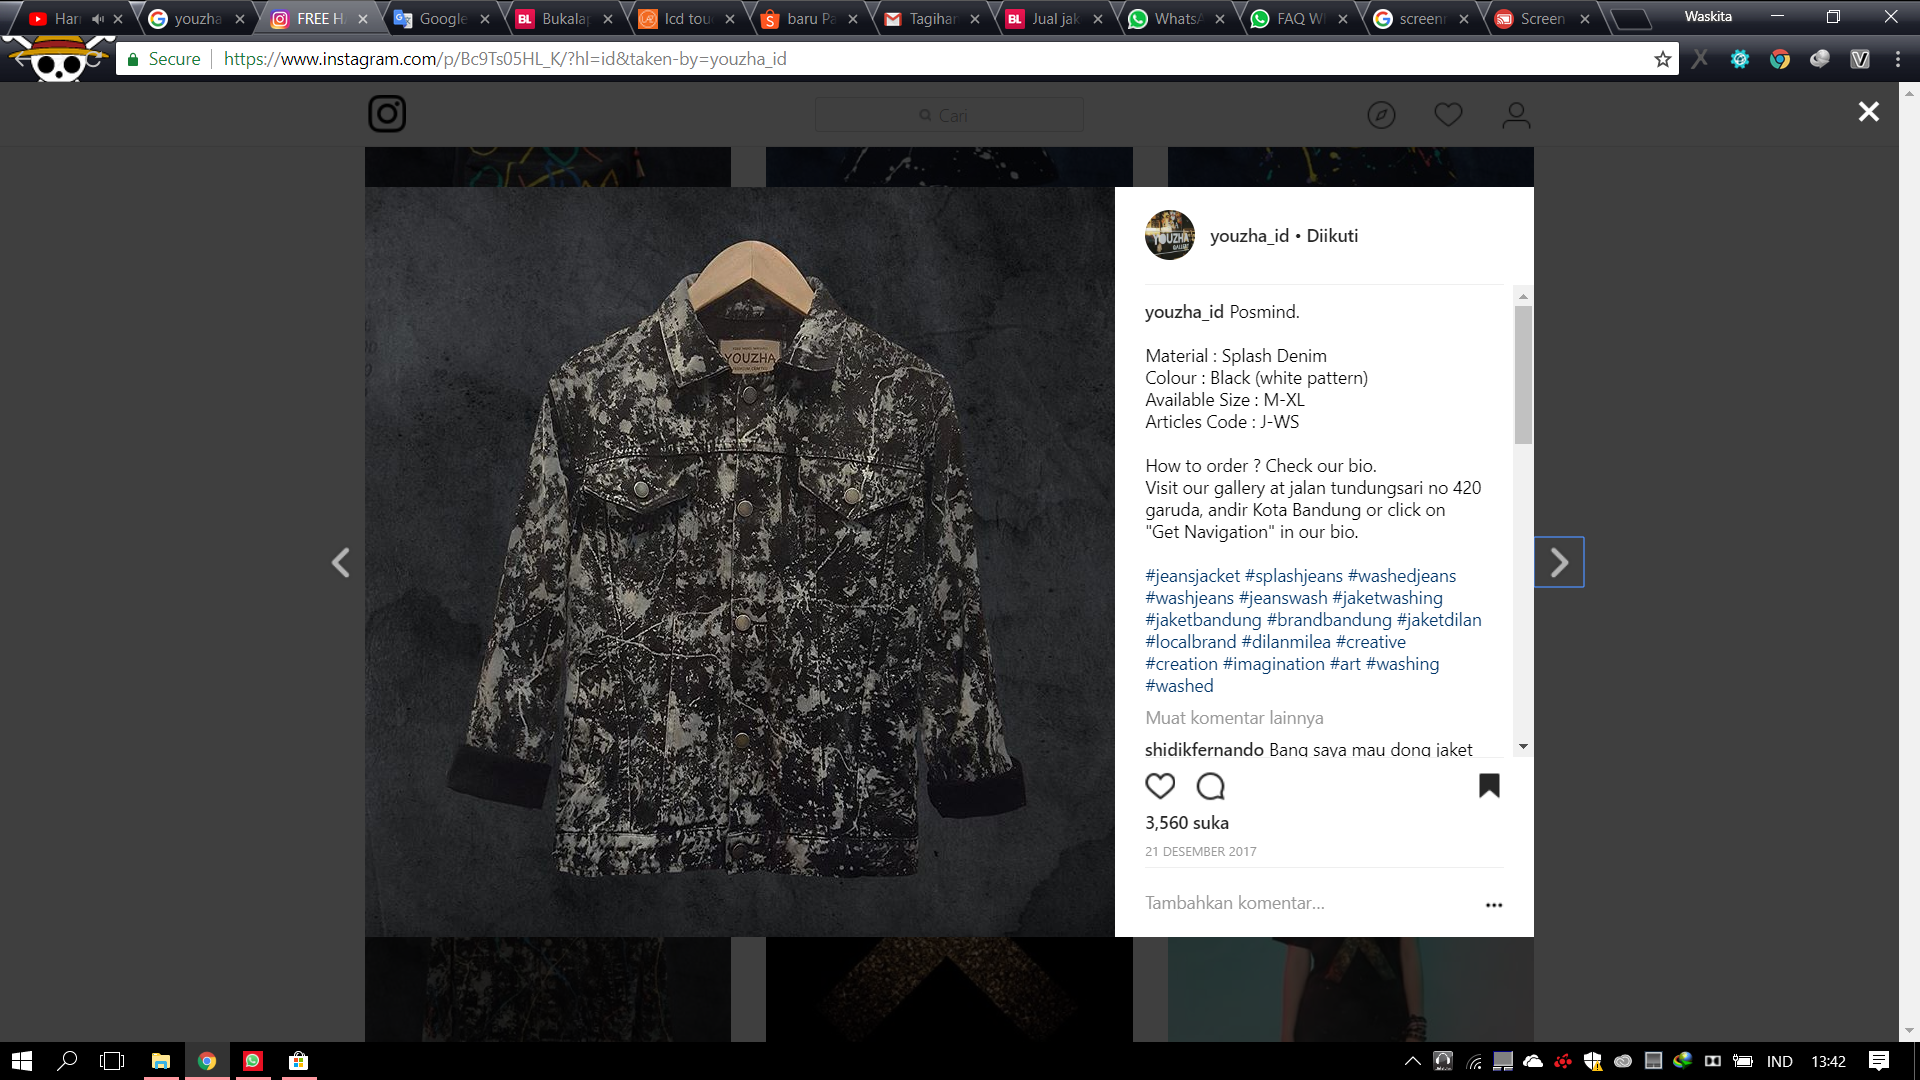 Har
youzha
FREE H
Google
BL Bukalap
lcd tou
baru Pa
Tagihan
BL Jual jak
WhatsA
FAQ W
screen
Screen
Waskita
Secure https://www.instagram.com/p/Bc9Ts05HL_K/?hl=id&taken-by=youzha_id
Cari
YOUZHA
YOUZHA
youzha_id • Diikuti
youzha_id Posmind.
Material : Splash Denim
Colour : Black (white pattern)
Available Size : M-XL
Articles Code : J-WS
How to order ? Check our bio.
Visit our gallery at jalan tundungsari no 420
garuda, andir Kota Bandung or click on
"Get Navigation" in our bio.
#jeansjacket #splashjeans #washedjeans
#washjeans #jeanswash #jaketwashing
#jaketbandung #brandbandung #jaketdilan
#localbrand #dilanmilea #creative
#creation #imagination #art #washing
#washed
Muat komentar lainnya
shidikfernando Bang saya mau dong jaket
3,560 suka
21 DESEMBER 2017
Tambahkan komentar...
IND 13:42